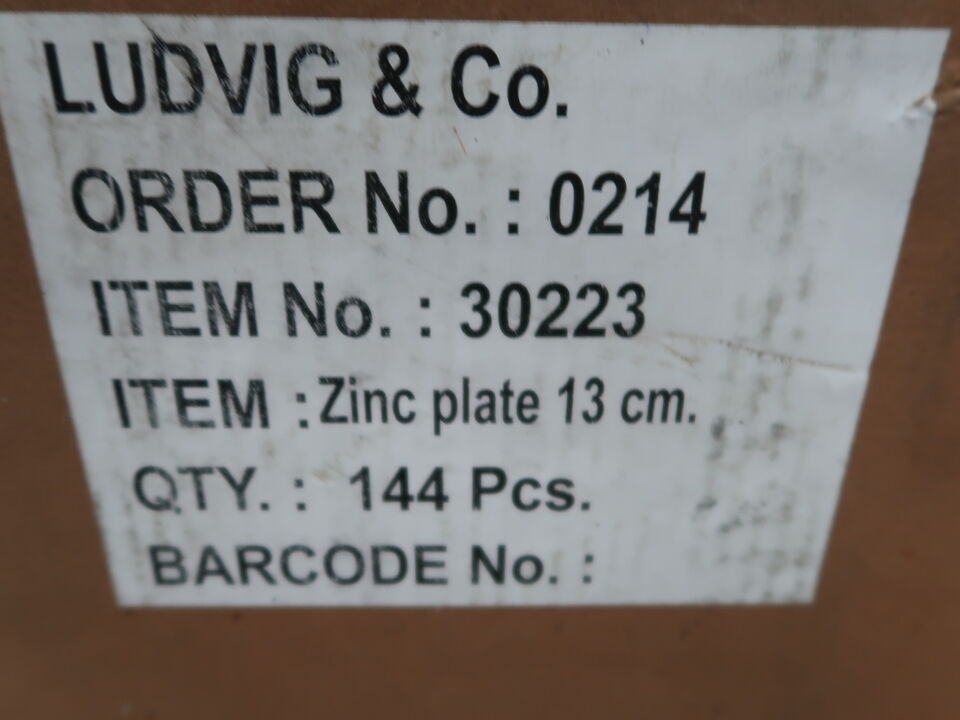 LUDVIG & Co.
ORDER No. : 0214
ITEM No. : 30223
ITEM : Zinc plate 13 cm.
QTY. : 144 Pcs.
BARCODE No. :